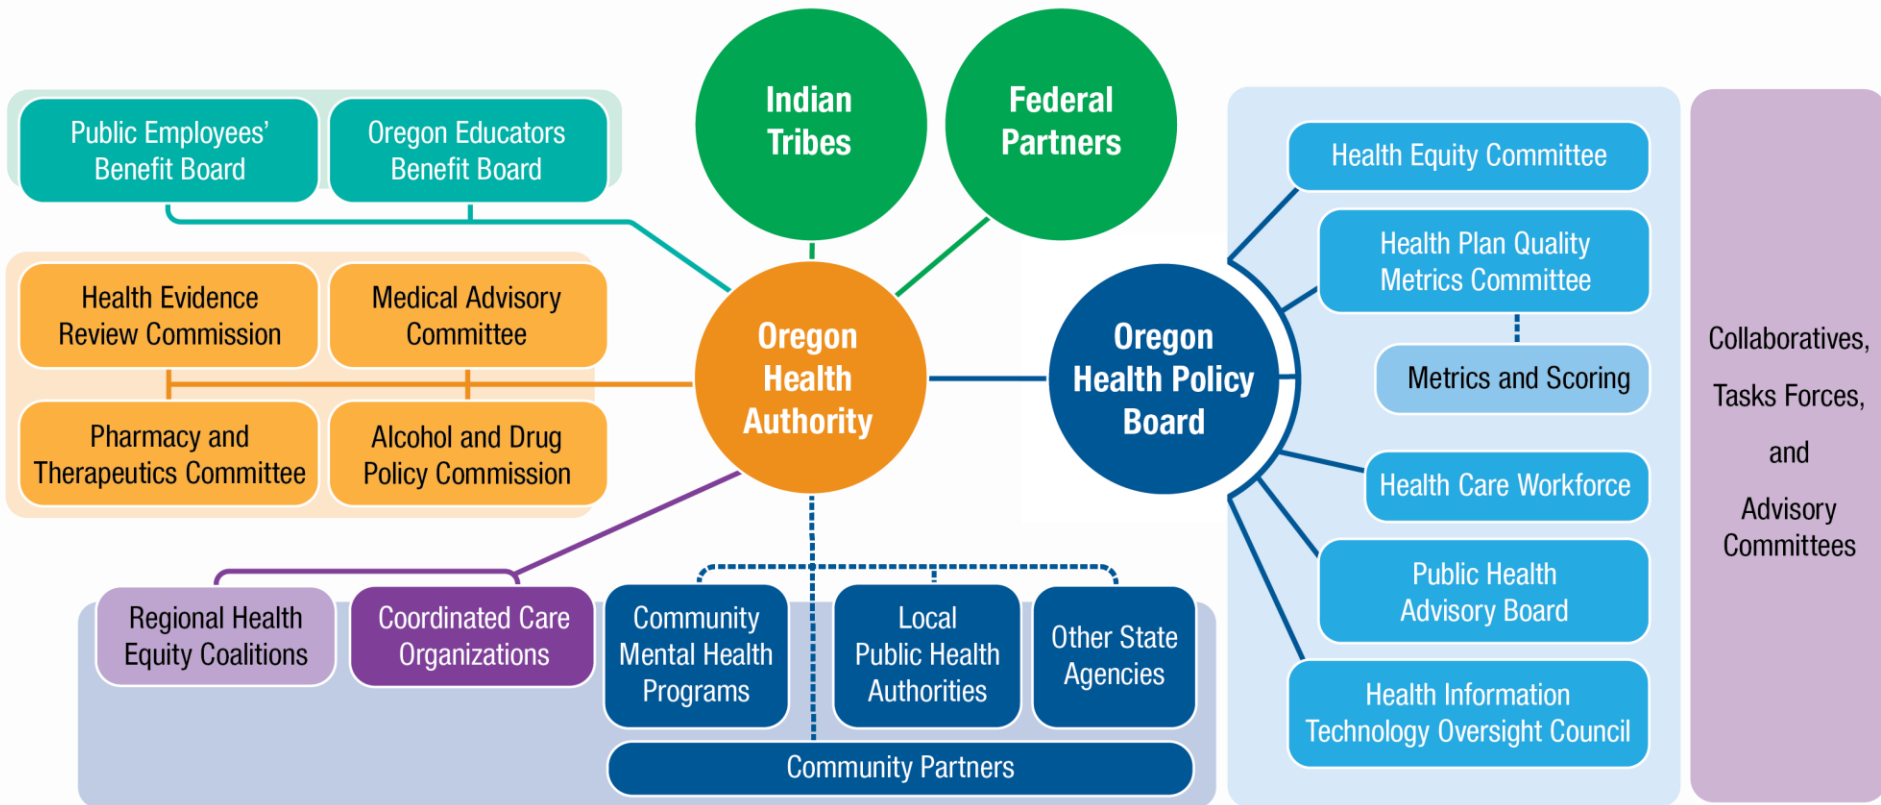 Indian
Tribes
Federal
Partners
Public Employees'
Benefit Board
Oregon Educators
Benefit Board
Health Evidence
Review Commission
Medical Advisory
Committee
Pharmacy and
Therapeutics Committee
Alcohol and Drug
Policy Commission
Oregon
Health
Authority
Oregon
Health Policy
Board
Health Equity Committee
Health Plan Quality
Metrics Committee
Metrics and Scoring
Health Care Workforce
Public Health
Advisory Board
Health Information
Technology Oversight Council
Collaboratives,
Tasks Forces,
and
Advisory
Committees
Regional Health
Equity Coalitions
Coordinated Care
Organizations
Community
Mental Health
Programs
Local
Public Health
Authorities
Other State
Agencies
Community Partners